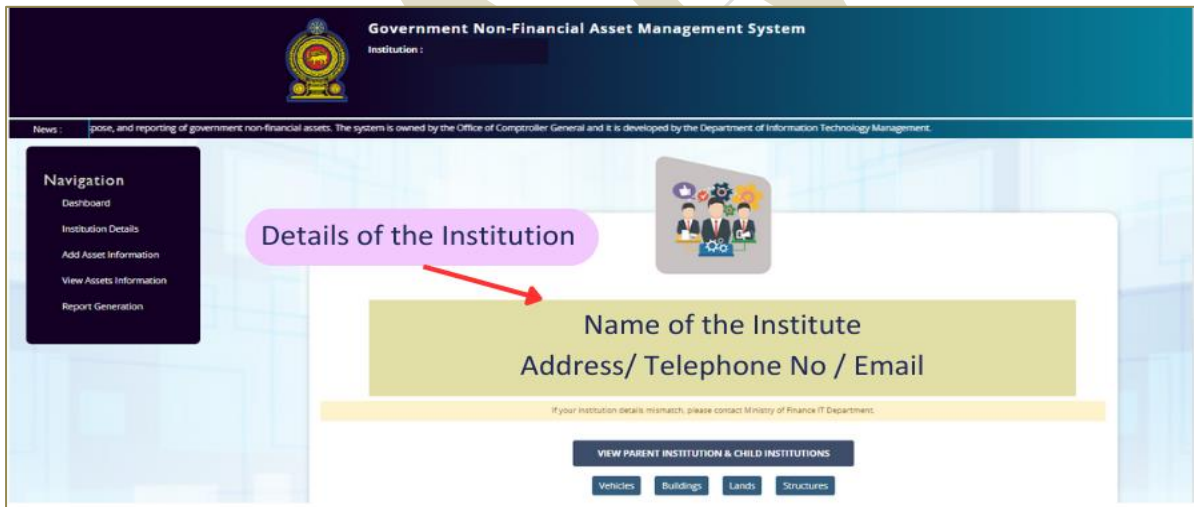 Government Non-Financial Asset Management System
Institution :
News : pose, and reporting of government non-financial assets. The system is owned by the Office of Comptroller General and it is developed by the Department of Information Technology Management.
Navigation
Dashboard
Institution Details
Add Asset Information
View Assets Information
Report Generation
Details of the Institution
Name of the Institute
Address/ Telephone No / Email
If your institution details mismatch, please contact Ministry of Finance IT Department.
VIEW PARENT INSTITUTION & CHILD INSTITUTIONS
Vehicles Buildings Lands Structures